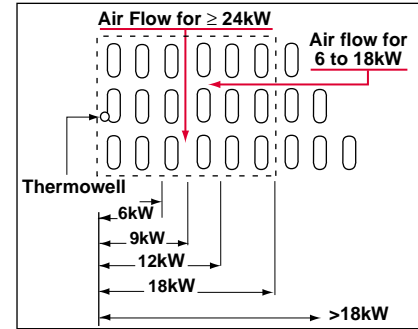 Air Flow for ≥ 24kW
Air flow for
6 to 18kW
Thermowell
6kW
9kW
12kW
18kW
>18kW